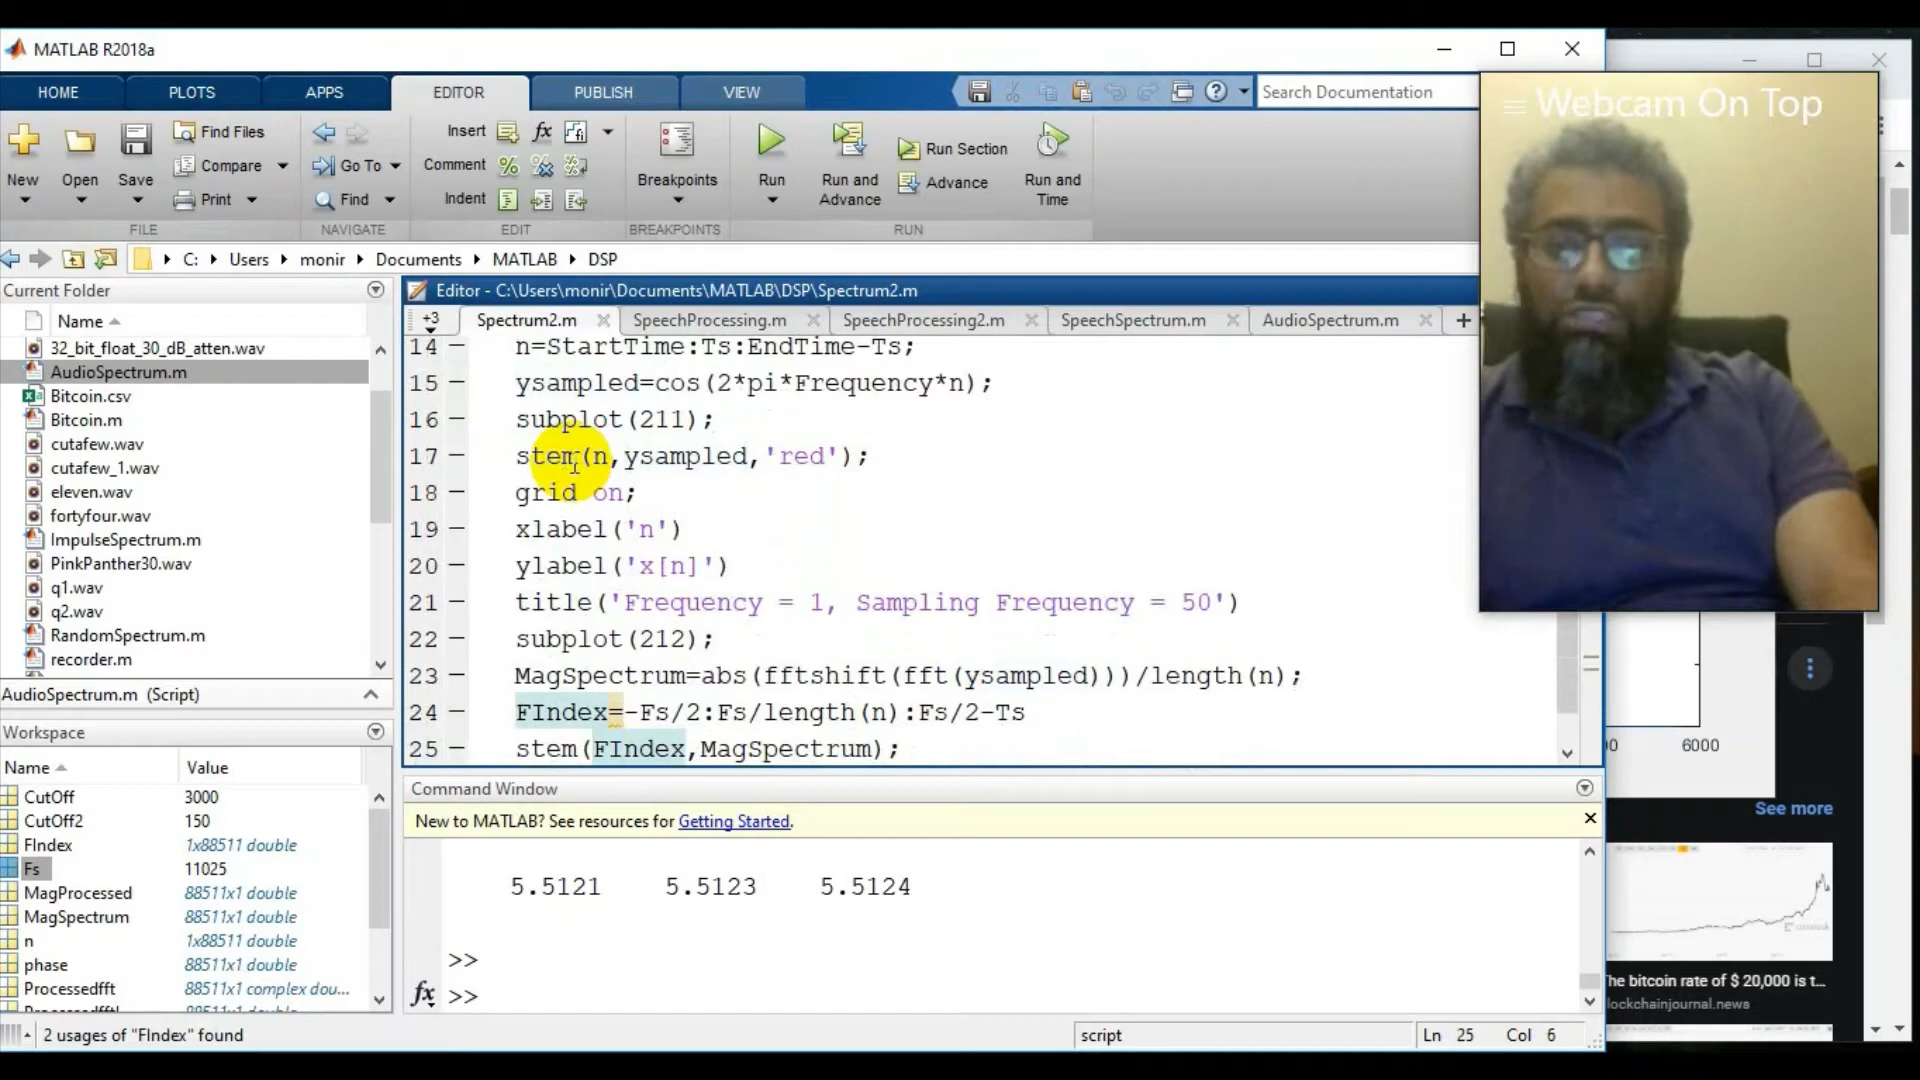 MATLAB R2018a
HOME PLOTS APPS EDITOR PUBLISH VIEW Search Documentation
Webcam On Top
New Open Save
Find Files
Compare
Print
Go To
Find
Insert
Comment
Indent
Breakpoints
Run
Run and Advance
Run Section
Advance
Run and Time
FILE NAVIGATE EDIT BREAKPOINTS RUN
C: Users monir Documents MATLAB DSP
Current Folder
Name
32_bit_float_30_dB_atten.wav
AudioSpectrum.m
Bitcoin.csv
Bitcoin.m
cutafew.wav
cutafew_1.wav
eleven.wav
fortyfour.wav
ImpulseSpectrum.m
PinkPanther30.wav
q1.wav
q2.wav
RandomSpectrum.m
recorder.m
AudioSpectrum.m (Script)
Workspace
Name Value
CutOff 3000
CutOff2 150
FIndex 1x88511 double
Fs 11025
MagProcessed 88511x1 double
MagSpectrum 88511x1 double
n 1x88511 double
phase 88511x1 double
Processedfft 88511x1 complex dou...
Editor - C:\Users\monir\Documents\MATLAB\DSP\Spectrum2.m
+3 Spectrum2.m SpeechProcessing.m SpeechProcessing2.m SpeechSpectrum.m AudioSpectrum.m +
14 – n=StartTime:Ts:EndTime-Ts;
15 – ysampled=cos(2*pi*Frequency*n);
16 – subplot(211);
17 – stem(n,ysampled,'red');
18 – grid on;
19 – xlabel('n')
20 – ylabel('x[n]')
21 – title('Frequency = 1, Sampling Frequency = 50')
22 – subplot(212);
23 – MagSpectrum=abs(fftshift(fft(ysampled)))/length(n);
24 – FIndex=-Fs/2:Fs/length(n):Fs/2-Ts
25 – stem(FIndex,MagSpectrum);
Command Window
New to MATLAB? See resources for Getting Started.
5.5121 5.5123 5.5124
>>
fx >>
2 usages of "FIndex" found
script
Ln 25 Col 6
6000
See more
he bitcoin rate of $ 20,000 is t...
lockchainjournal.news